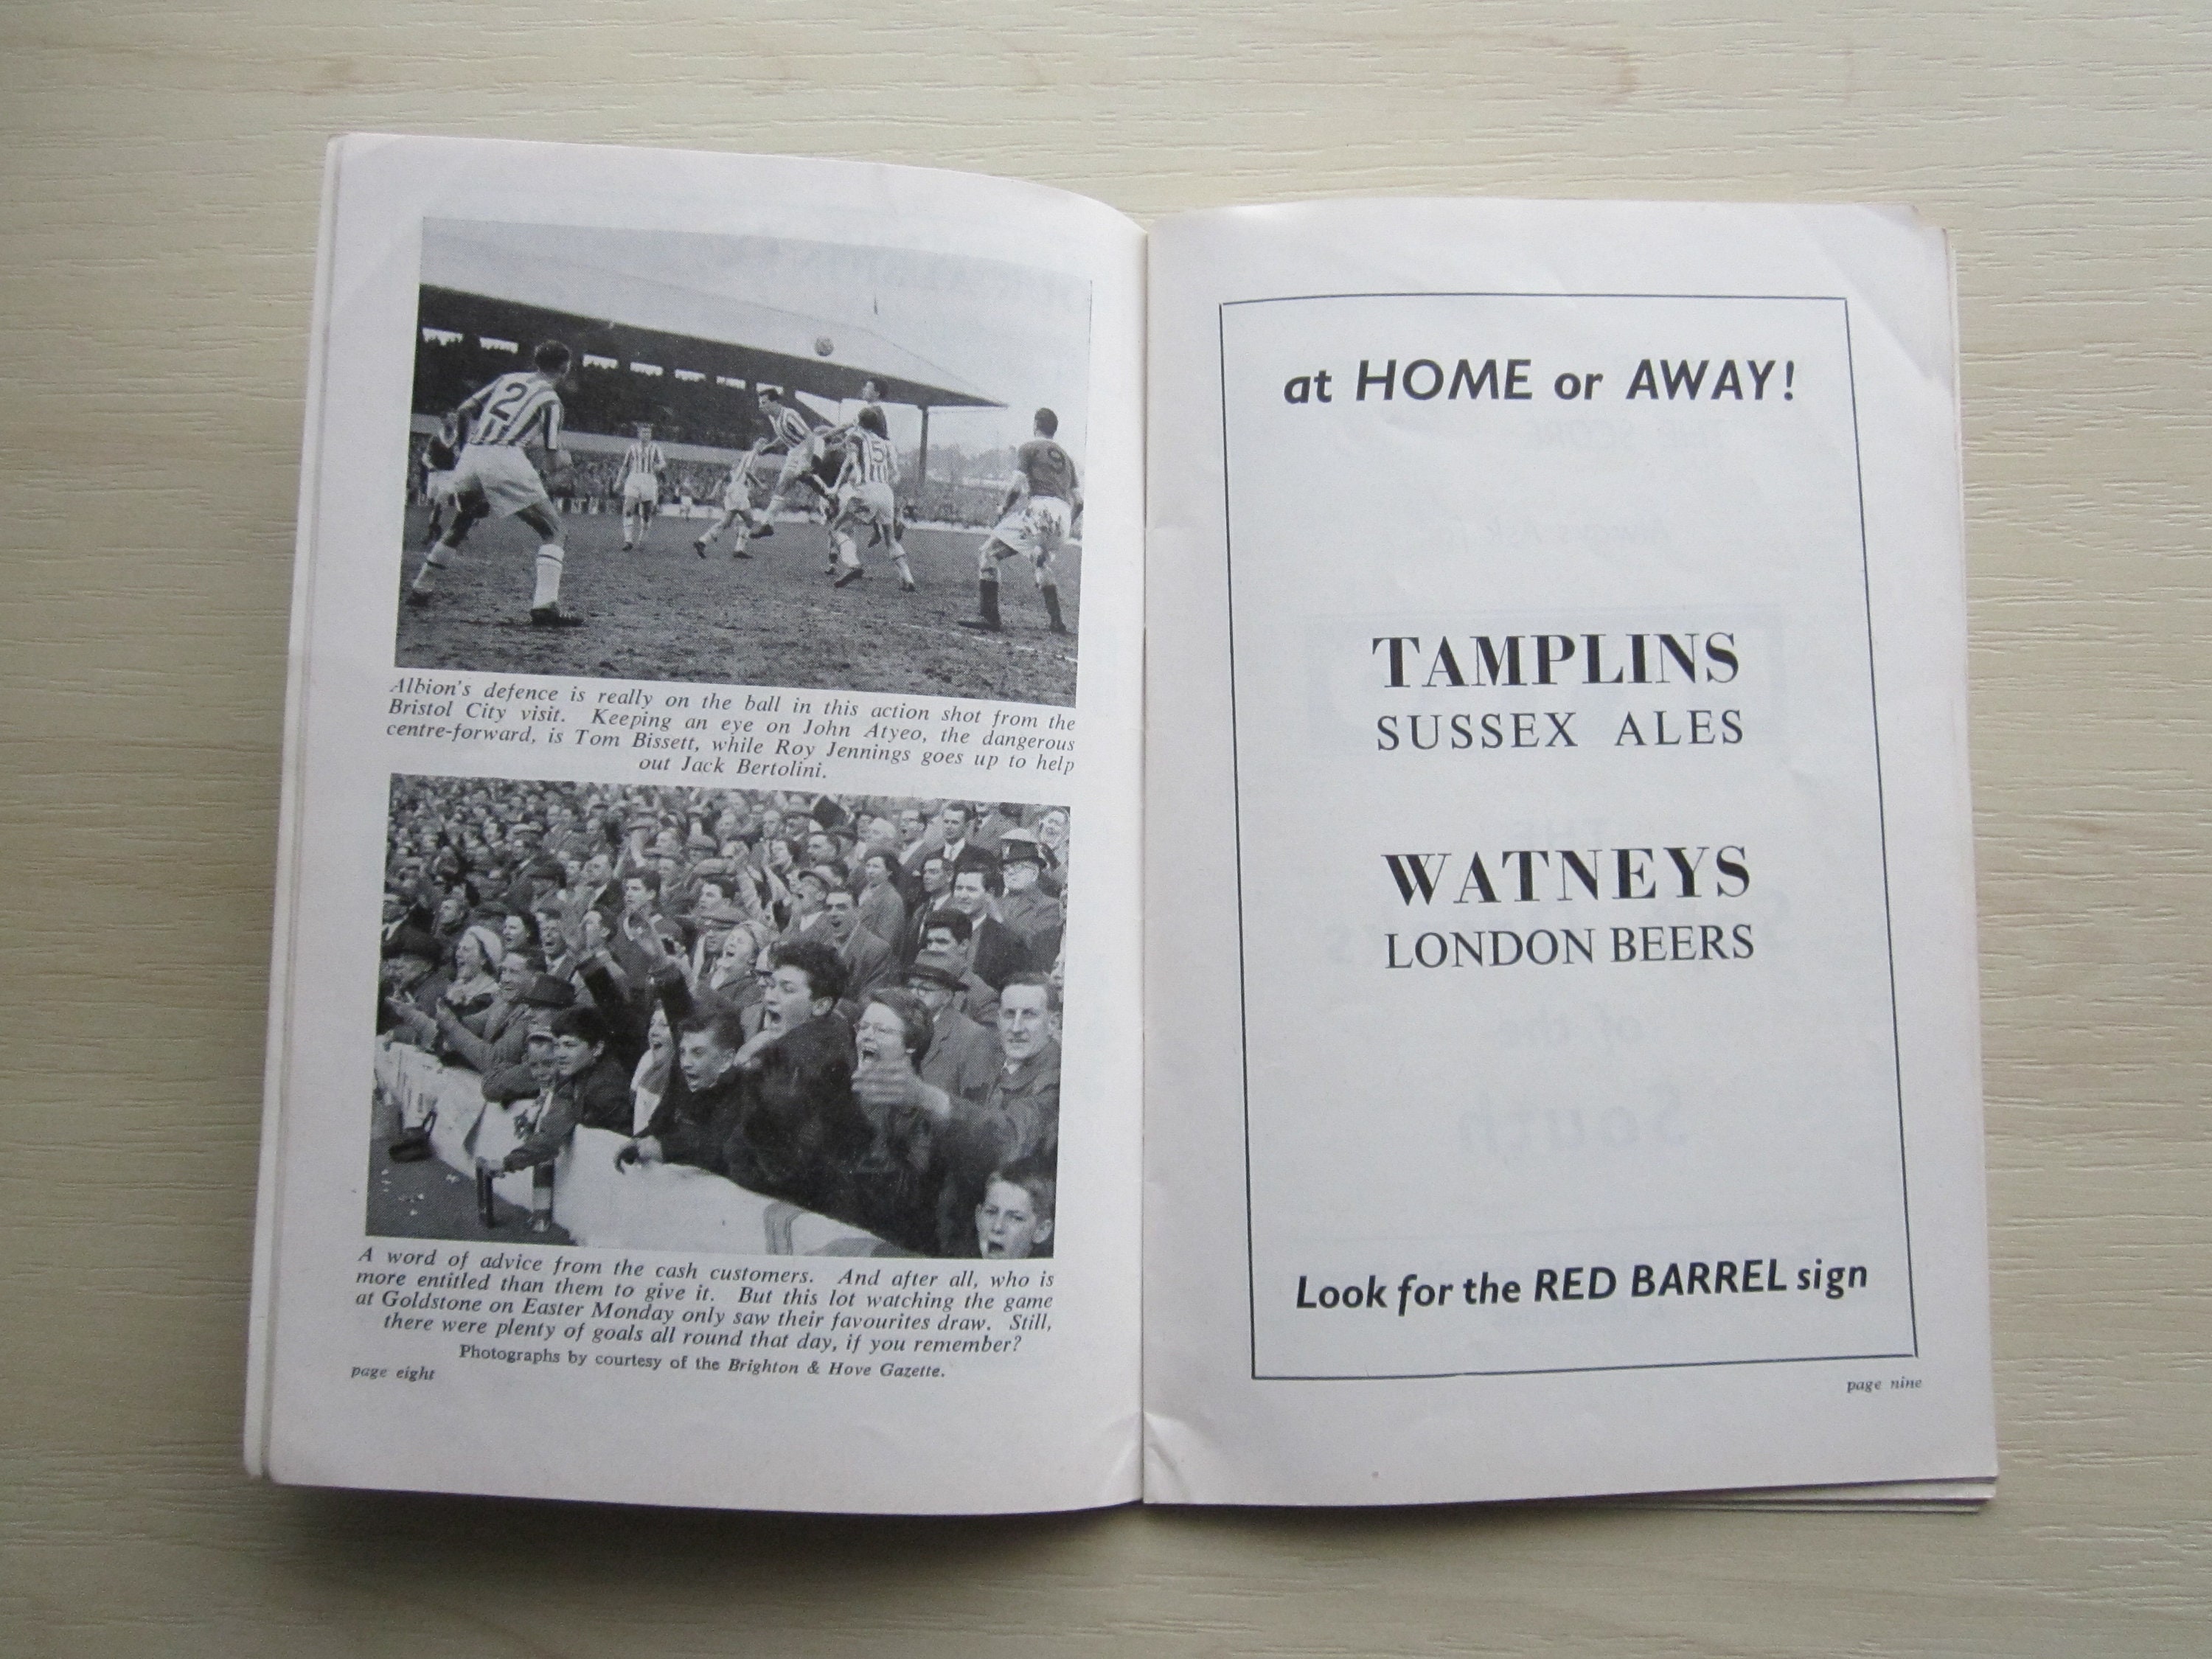 2
5
9
Albion's defence is really on the ball in this action shot from the
Bristol City visit. Keeping an eye on John Atyeo, the dangerous
centre-forward, is Tom Bissett, while Roy Jennings goes up to help
out Jack Bertolini.
A word of advice from the cash customers. And after all, who is
more entitled than them to give it. But this lot watching the game
at Goldstone on Easter Monday only saw their favourites draw. Still,
there were plenty of goals all round that day, if you remember?
Photographs by courtesy of the Brighton & Hove Gazette.
page eight
at HOME or AWAY!
TAMPLINS
SUSSEX ALES
WATNEYS
LONDON BEERS
Look for the RED BARREL sign
page nine